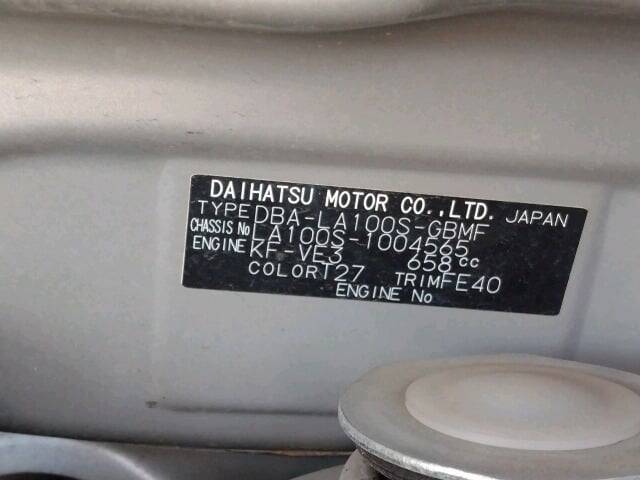 DAIHATSU MOTOR CO.,LTD. JAPAN
TYPE DBA-LA100S-GBMF
CHASSIS No LA100S-1004565
ENGINE KF-VE3 658cc
COLOR T27 TRIM FE40
ENGINE No